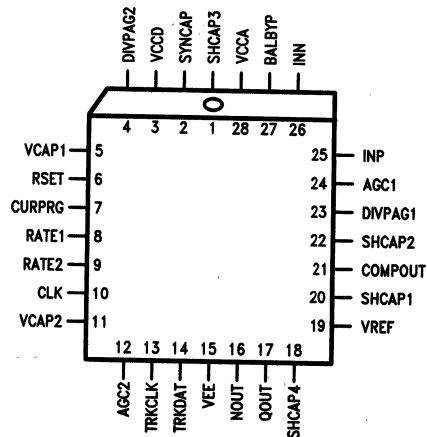 DIVPAG2
VCCD
SYNCAP
SHCAP3
VCCA
BALBYP
INN
4 3 2 1 28 27 26
VCAP1 5
RSET 6
CURPRG 7
RATE1 8
RATE2 9
CLK 10
VCAP2 11
25 INP
24 AGC1
23 DIVPAG1
22 SHCAP2
21 COMPOUT
20 SHCAP1
19 VREF
12 13 14 15 16 17 18
AGC2
TRKCLK
TRKDAT
VEE
NOUT
QOUT
SHCAP4